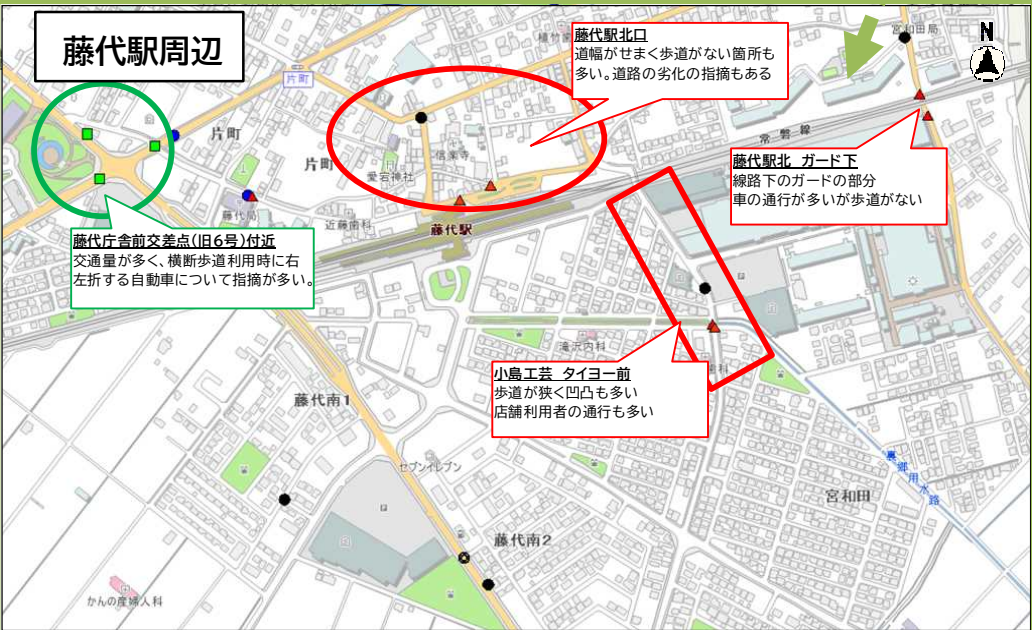 藤代駅周辺
藤代駅北口
道幅がせまく歩道がない箇所も
多い。道路の劣化の指摘もある
宮和田局
N
片町
片町
片町
信楽寺
愛宕神社
常磐線
藤代駅北 ガード下
線路下のガードの部分
車の通行が多いが歩道がない
藤代局
近藤歯科
藤代駅
藤代庁舎前交差点(旧6号)付近
交通量が多く、横断歩道利用時に右
左折する自動車について指摘が多い。
滝沢内科
小島工芸 タイヨー前
歩道が狭く凹凸も多い
店舗利用者の通行も多い
藤代南1
セブンイレブン
裏郷用水路
宮和田
藤代南2
かんの産婦人科